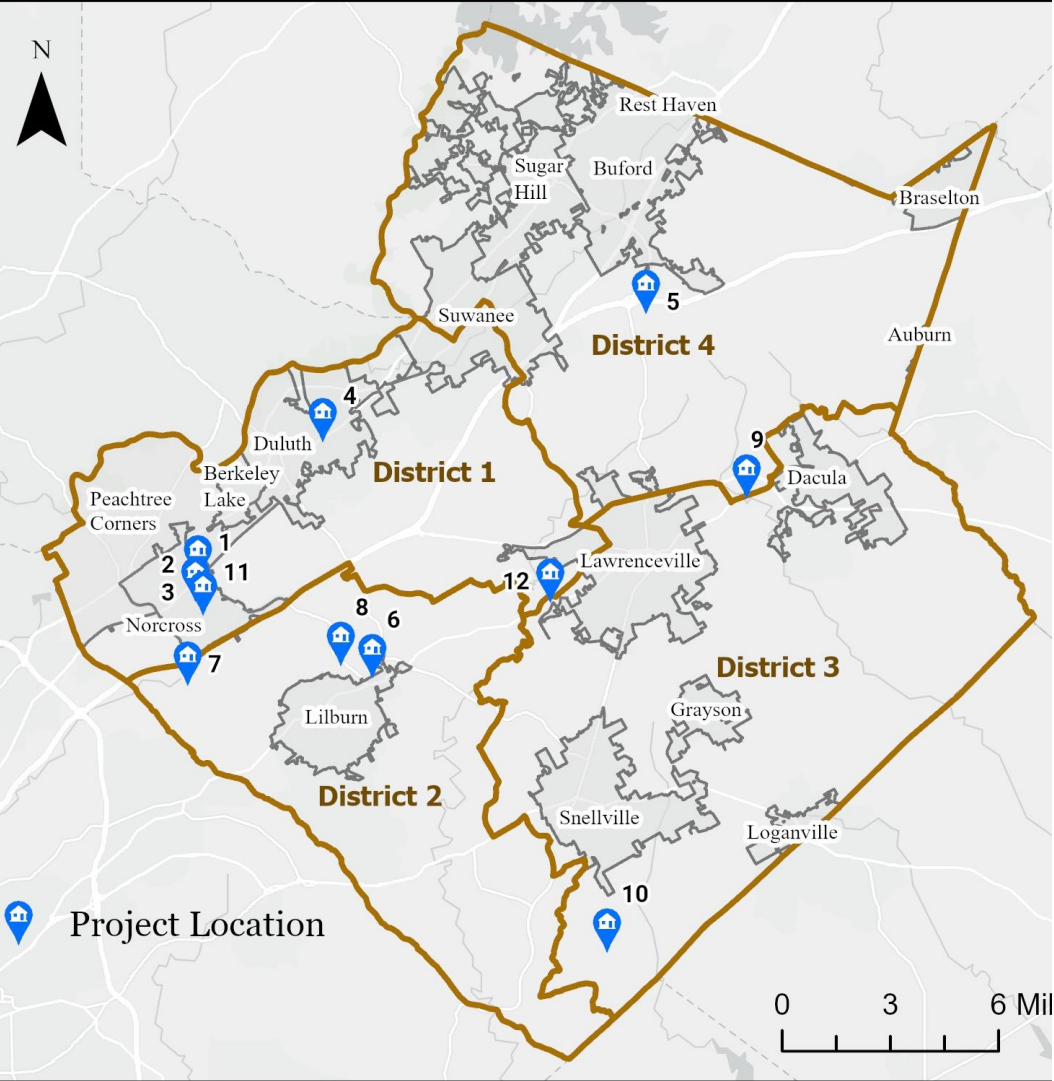 N
Rest Haven
Sugar
Hill
Buford
Braselton
Suwanee
5
District 4
Auburn
4
Duluth
District 1
9
Dacula
Berkeley
Lake
Peachtree
Corners
1
2
11
3
12
Lawrenceville
Norcross
8
6
7
District 3
Grayson
Lilburn
District 2
Snellville
Loganville
10
Project Location
0 3 6 Mil